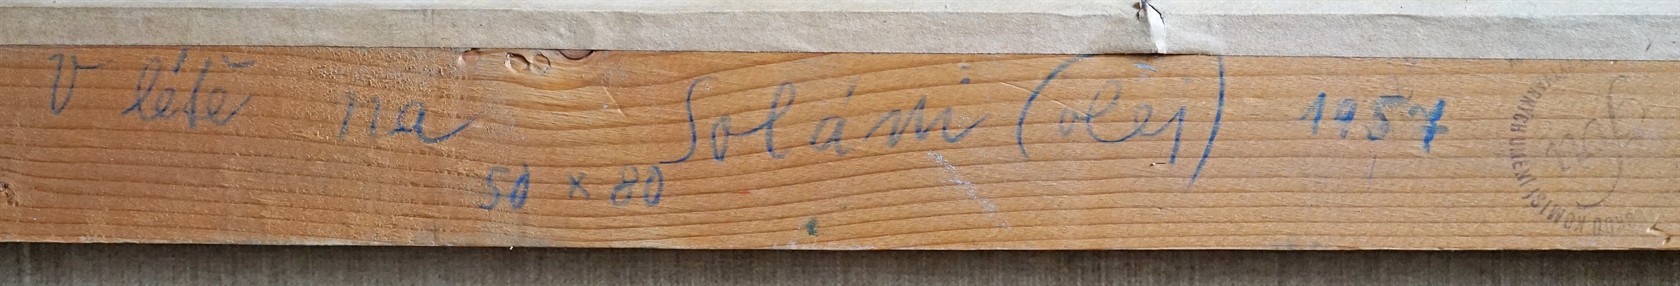 V létě na Soláni (olej) 1957
50 x 80